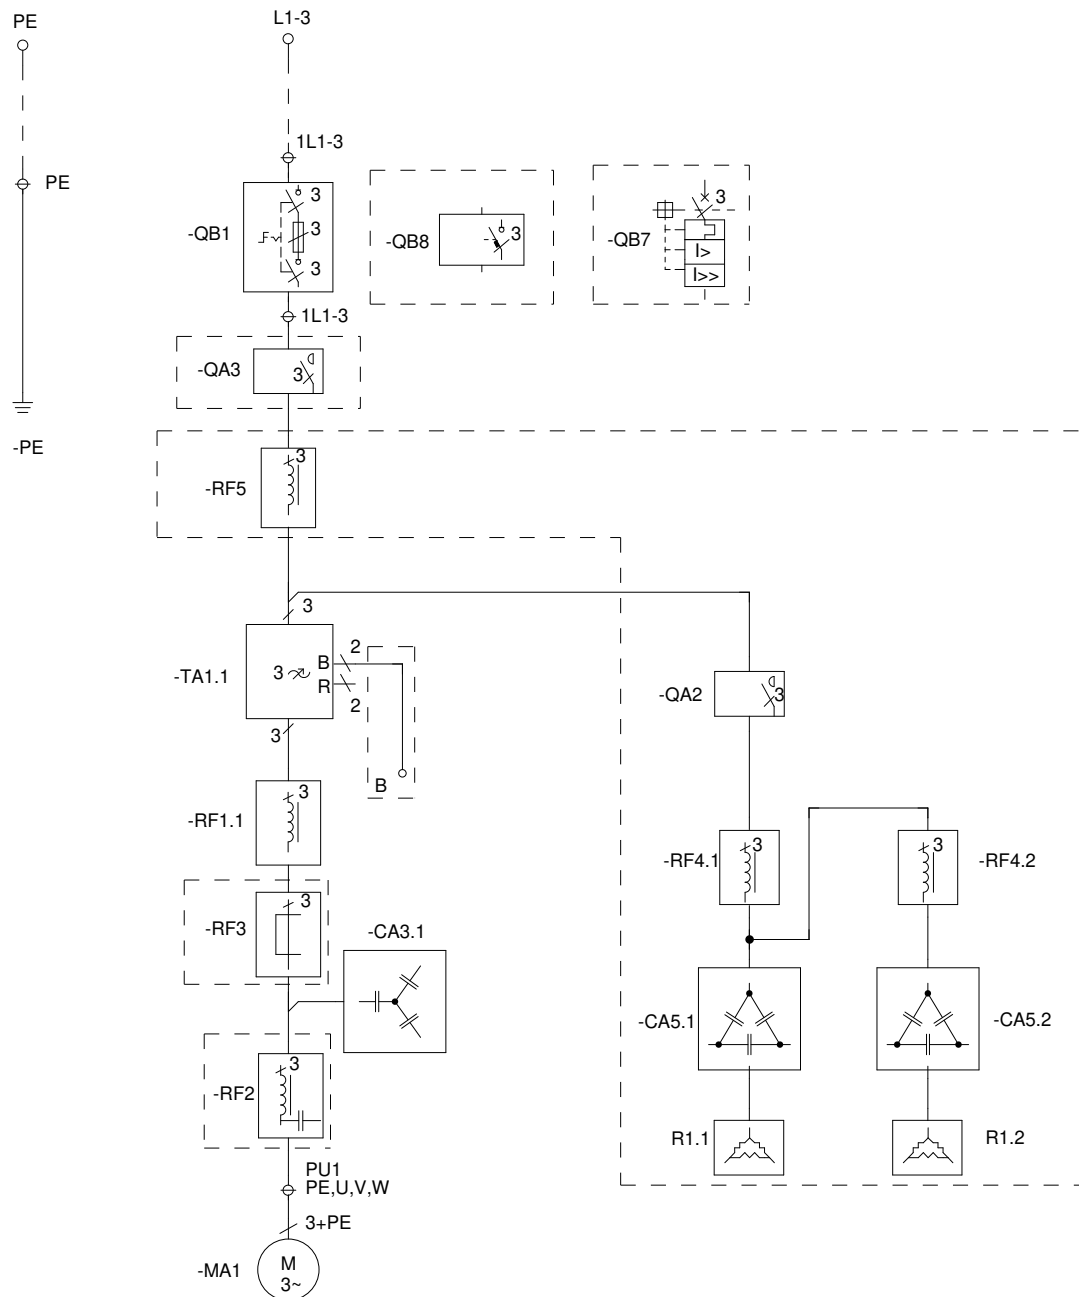 PE
L1-3
1L1-3
PE
-QB1
3
3
3
-QB8
3
-QB7
3
I>
I>>
1L1-3
-QA3
3
-PE
-RF5
3
3
-TA1.1
3
B
R
2
2
3
B
-QA2
3
-RF1.1
3
-RF4.1
3
3
-RF4.2
-RF3
3
-CA3.1
-CA5.1
-CA5.2
-RF2
3
R1.1
R1.2
PU1
PE,U,V,W
3+PE
-MA1
M
3~